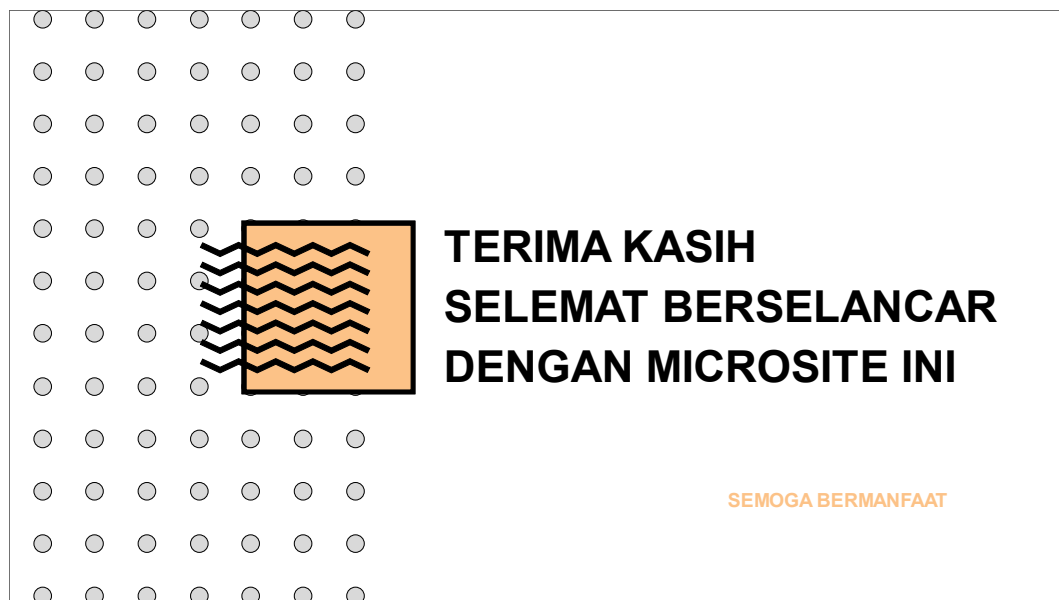 TERIMA KASIH
SELEMAT BERSELANCAR
DENGAN MICROSITE INI
SEMOGA BERMANFAAT